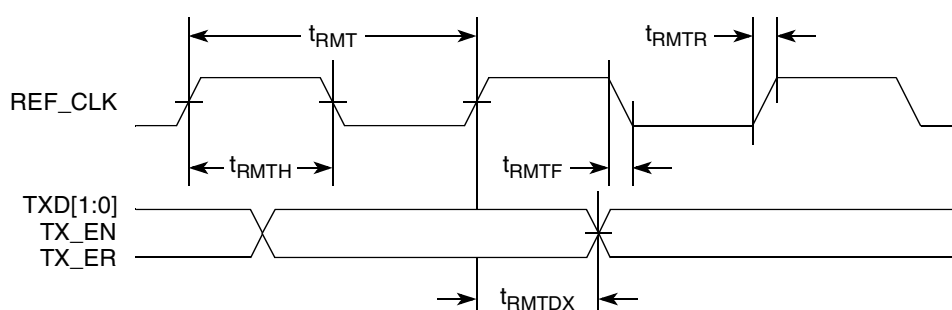 tRMT
tRMTR
REF_CLK
tRMTH
tRMTF
TXD[1:0]
TX_EN
TX_ER
tRMTDX